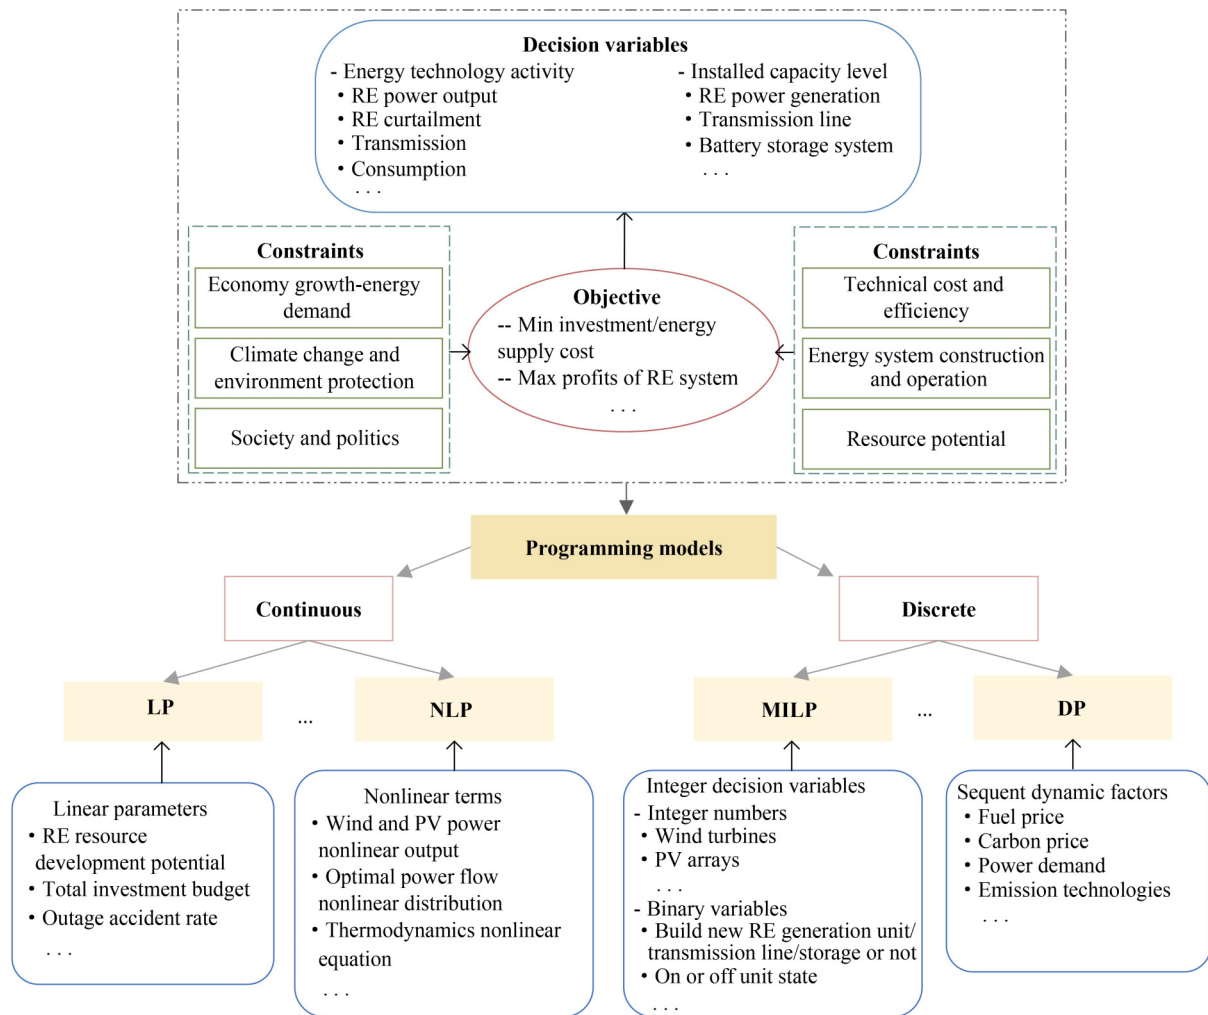 Decision variables
- Energy technology activity
• RE power output
• RE curtailment
• Transmission
• Consumption
. . .
- Installed capacity level
• RE power generation
• Transmission line
• Battery storage system
. . .
Constraints
Economy growth-energy
demand
Climate change and
environment protection
Society and politics
Objective
-- Min investment/energy
supply cost
-- Max profits of RE system
. . .
Constraints
Technical cost and
efficiency
Energy system construction
and operation
Resource potential
Programming models
Continuous
Discrete
LP
...
NLP
MILP
...
DP
Linear parameters
• RE resource
development potential
• Total investment budget
• Outage accident rate
. . .
Nonlinear terms
• Wind and PV power
nonlinear output
• Optimal power flow
nonlinear distribution
• Thermodynamics nonlinear
equation
. . .
Integer decision variables
- Integer numbers
• Wind turbines
• PV arrays
. . .
- Binary variables
• Build new RE generation unit/
transmission line/storage or not
• On or off unit state
. . .
Sequent dynamic factors
• Fuel price
• Carbon price
• Power demand
• Emission technologies
. . .